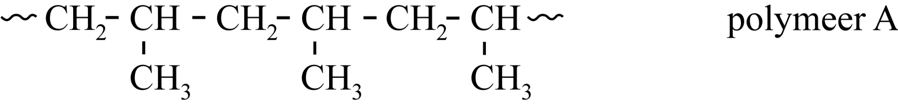 CH₂ – CH – CH₂ – CH – CH₂ – CH polymeer A
CH₃ CH₃ CH₃